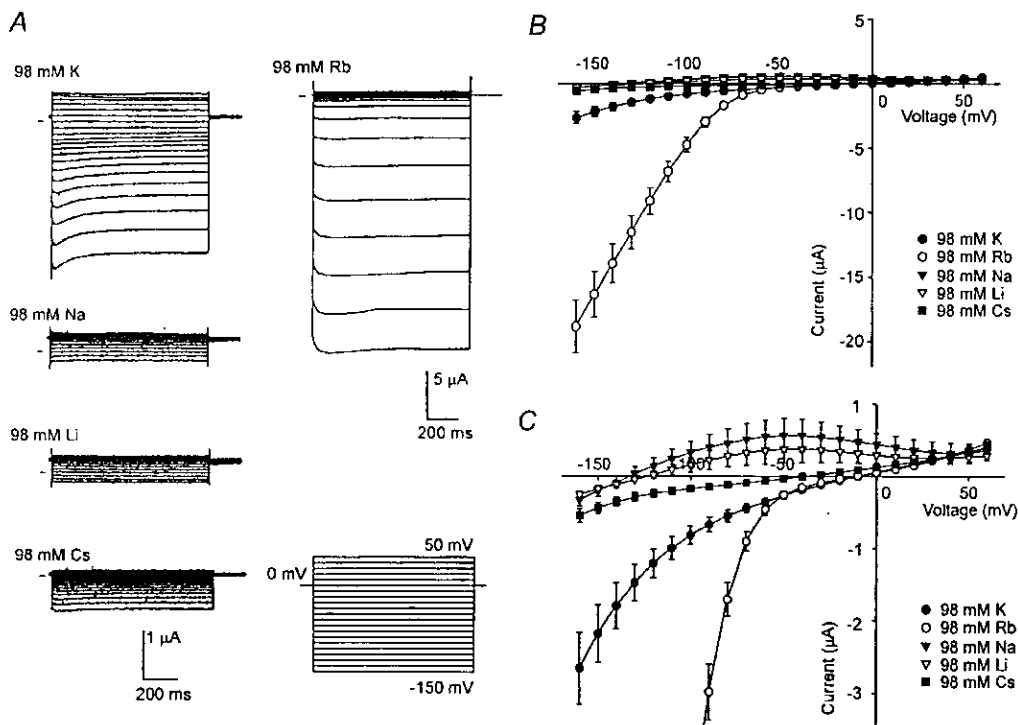 A
98 mM K
98 mM Rb
98 mM Na
5 µA
200 ms
98 mM Li
98 mM Cs
1 µA
200 ms
50 mV
0 mV
-150 mV
B
5
-150
-100
-50
0
50
Voltage (mV)
-5
-10
-15
-20
Current (µA)
98 mM K
98 mM Rb
98 mM Na
98 mM Li
98 mM Cs
C
1
-150
-100
-50
0
50
Voltage (mV)
-1
-2
-3
Current (µA)
98 mM K
98 mM Rb
98 mM Na
98 mM Li
98 mM Cs